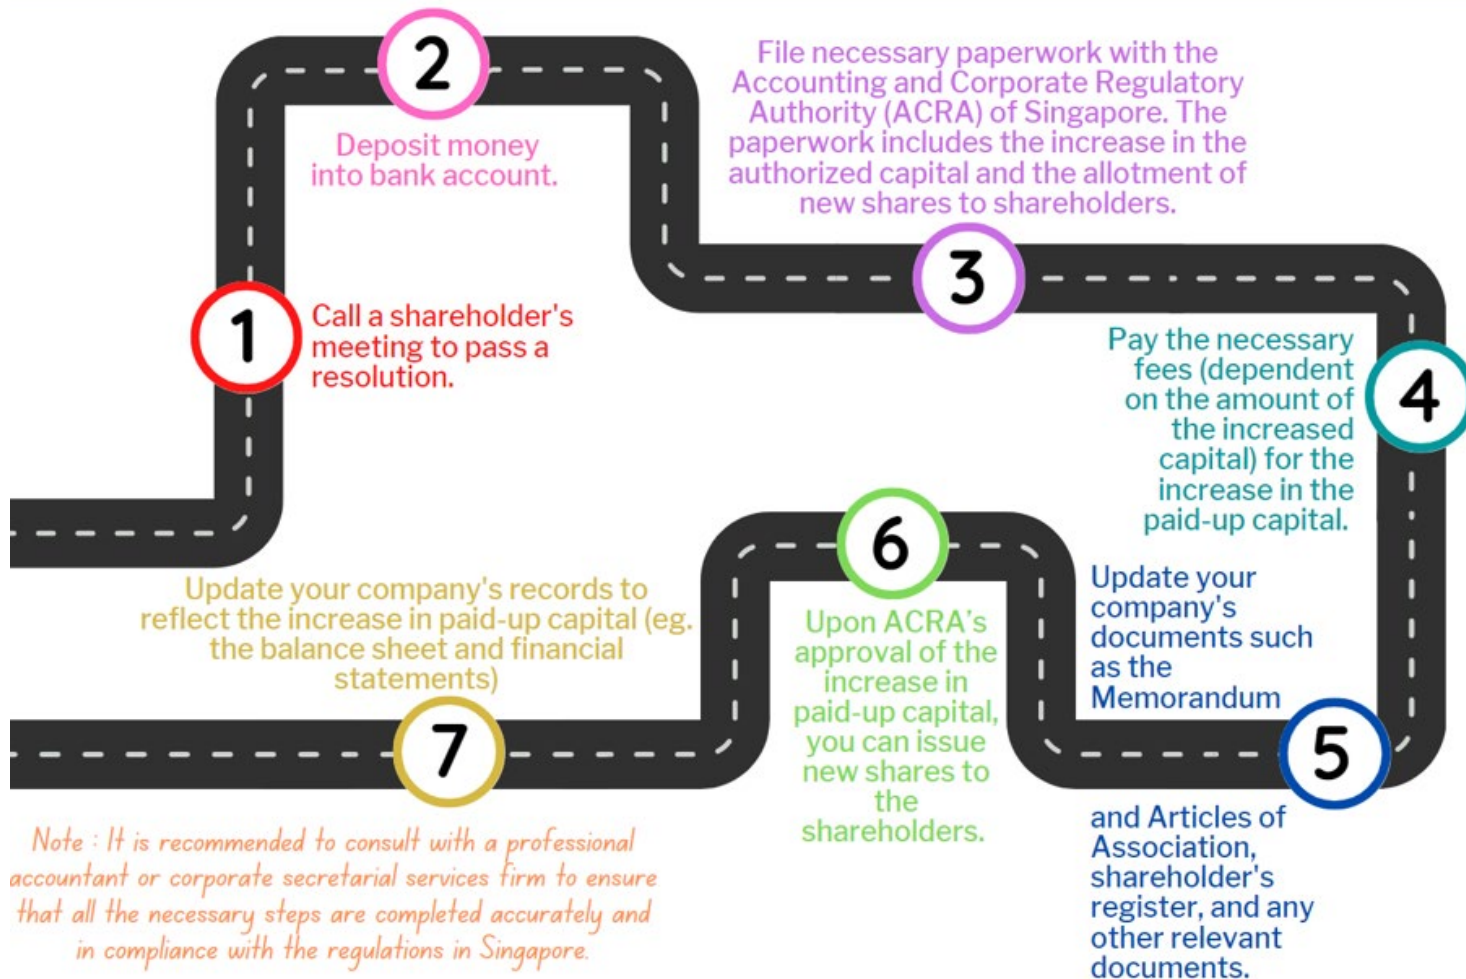 1
Call a shareholder's
meeting to pass a
resolution.
2
Deposit money
into bank account.
File necessary paperwork with the
Accounting and Corporate Regulatory
Authority (ACRA) of Singapore. The
paperwork includes the increase in the
authorized capital and the allotment of
new shares to shareholders.
3
Pay the necessary
fees (dependent
on the amount of
the increased
capital) for the
increase in the
paid-up capital.
4
Update your
company's
documents such
as the
Memorandum
5
and Articles of
Association,
shareholder's
register, and any
other relevant
documents.
6
Upon ACRA's
approval of the
increase in
paid-up capital,
you can issue
new shares to
the
shareholders.
Update your company's records to
reflect the increase in paid-up capital (eg.
the balance sheet and financial
statements)
7
Note : It is recommended to consult with a professional
accountant or corporate secretarial services firm to ensure
that all the necessary steps are completed accurately and
in compliance with the regulations in Singapore.